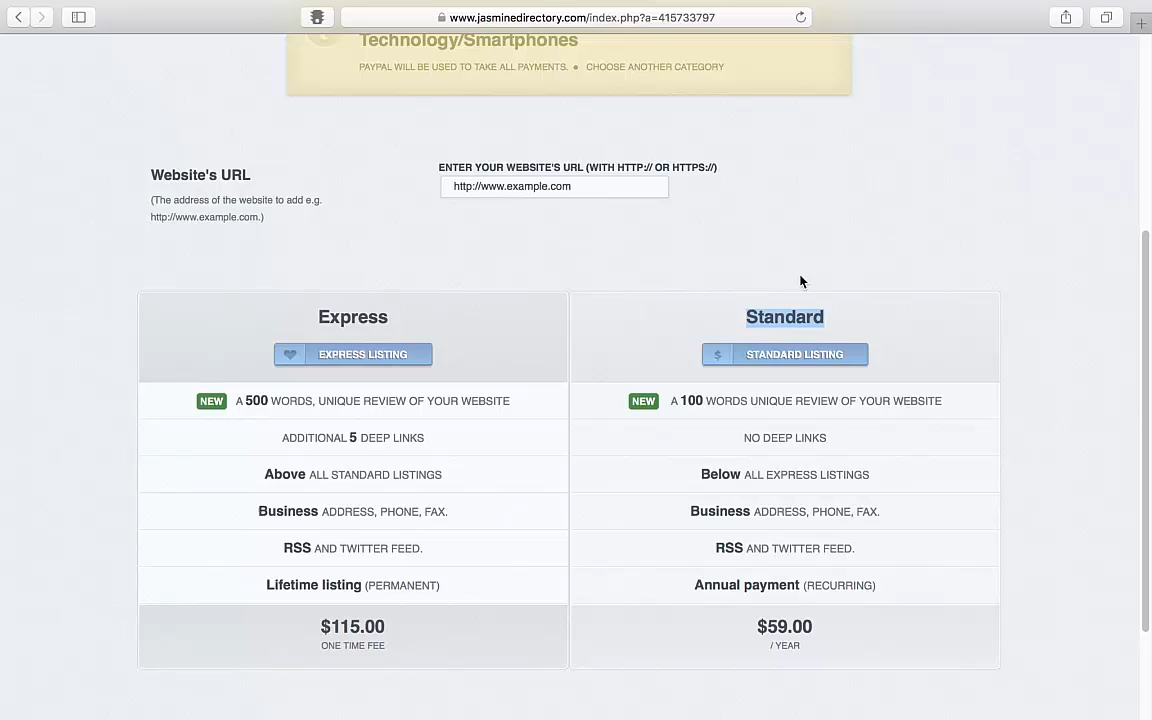 www.jasminedirectory.com/index.php?a=415733797
Technology/Smartphones
PAYPAL WILL BE USED TO TAKE ALL PAYMENTS. ● CHOOSE ANOTHER CATEGORY
Website's URL
(The address of the website to add e.g.
http://www.example.com.)
ENTER YOUR WEBSITE'S URL (WITH HTTP:// OR HTTPS://)
http://www.example.com
Express
EXPRESS LISTING
NEW A 500 WORDS, UNIQUE REVIEW OF YOUR WEBSITE
ADDITIONAL 5 DEEP LINKS
Above ALL STANDARD LISTINGS
Business ADDRESS, PHONE, FAX.
RSS AND TWITTER FEED.
Lifetime listing (PERMANENT)
$115.00
ONE TIME FEE
Standard
$ STANDARD LISTING
NEW A 100 WORDS UNIQUE REVIEW OF YOUR WEBSITE
NO DEEP LINKS
Below ALL EXPRESS LISTINGS
Business ADDRESS, PHONE, FAX.
RSS AND TWITTER FEED.
Annual payment (RECURRING)
$59.00
/ YEAR